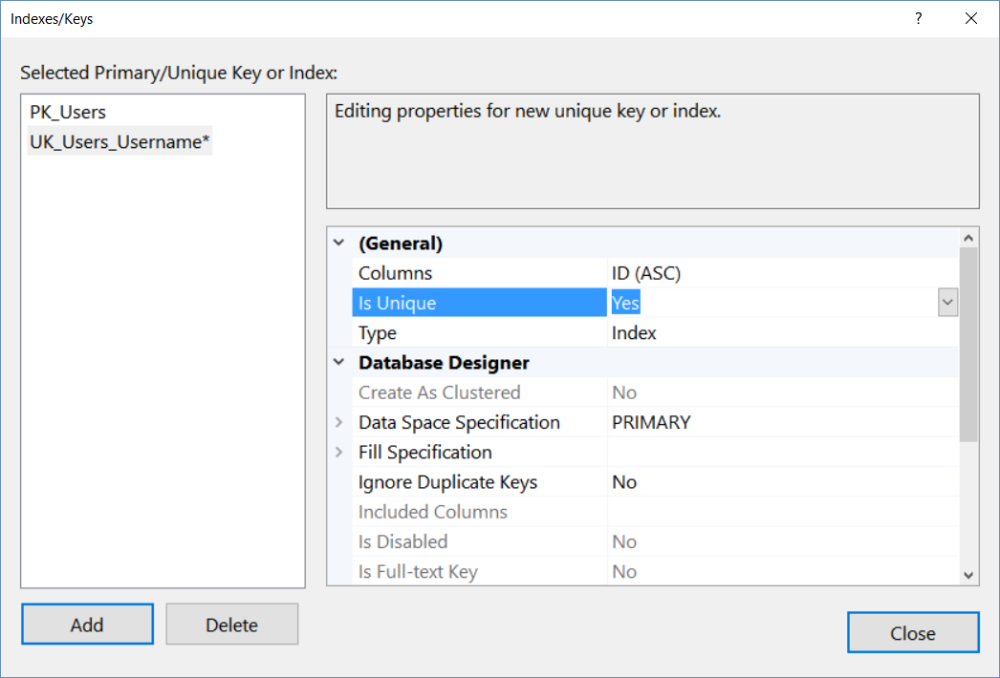 Indexes/Keys
?
Selected Primary/Unique Key or Index:
PK_Users
UK_Users_Username*
Editing properties for new unique key or index.
(General)
Columns ID (ASC)
Is Unique Yes
Type Index
Database Designer
Create As Clustered No
Data Space Specification PRIMARY
Fill Specification
Ignore Duplicate Keys No
Included Columns
Is Disabled No
Is Full-text Key No
Add Delete
Close